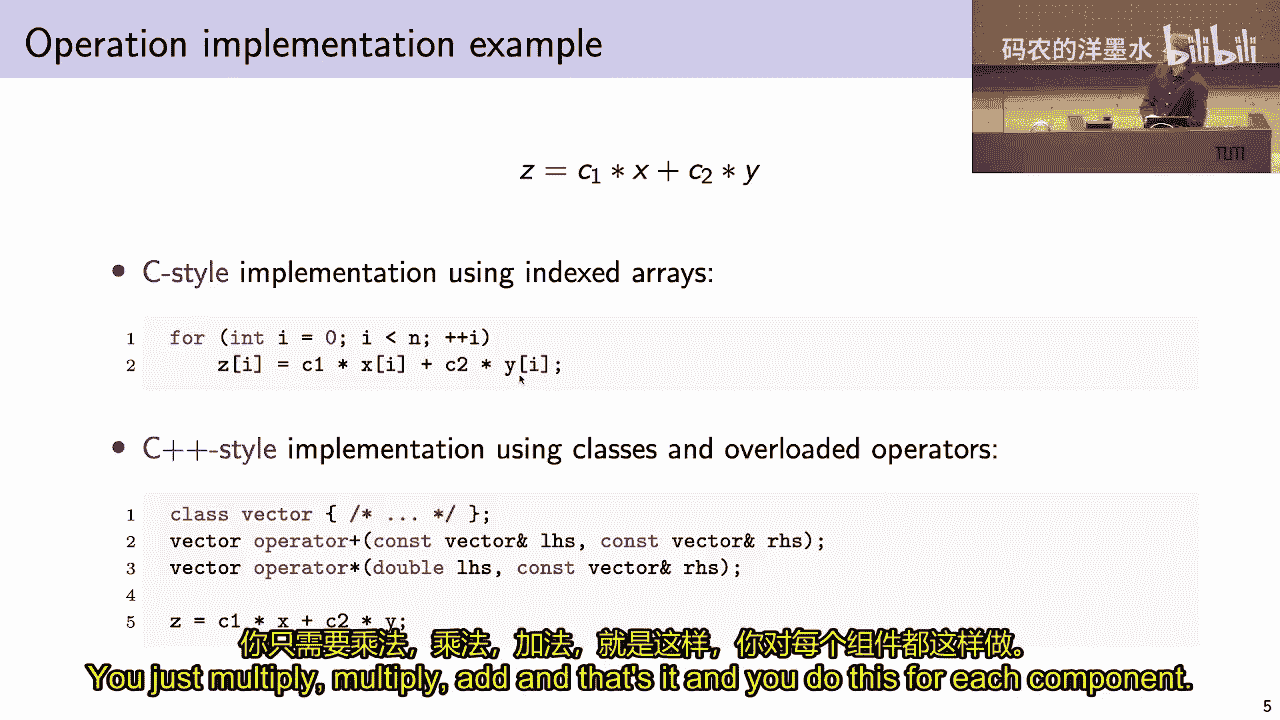 Operation implementation example
码农的洋墨水 bilibili
TUM
z = c₁ ∗ x + c₂ ∗ y
• C-style implementation using indexed arrays:
1 for (int i = 0; i < n; ++i)
2 z[i] = c1 * x[i] + c2 * y[i];
• C++-style implementation using classes and overloaded operators:
1 class vector { /* ... */ };
2 vector operator+(const vector& lhs, const vector& rhs);
3 vector operator*(double lhs, const vector& rhs);
4
5 z = c1 * x + c2 * y;
你只需要乘法，乘法，加法，就是这样，你对每个组件都这样做。
You just multiply, multiply, add and that's it and you do this for each component.
5